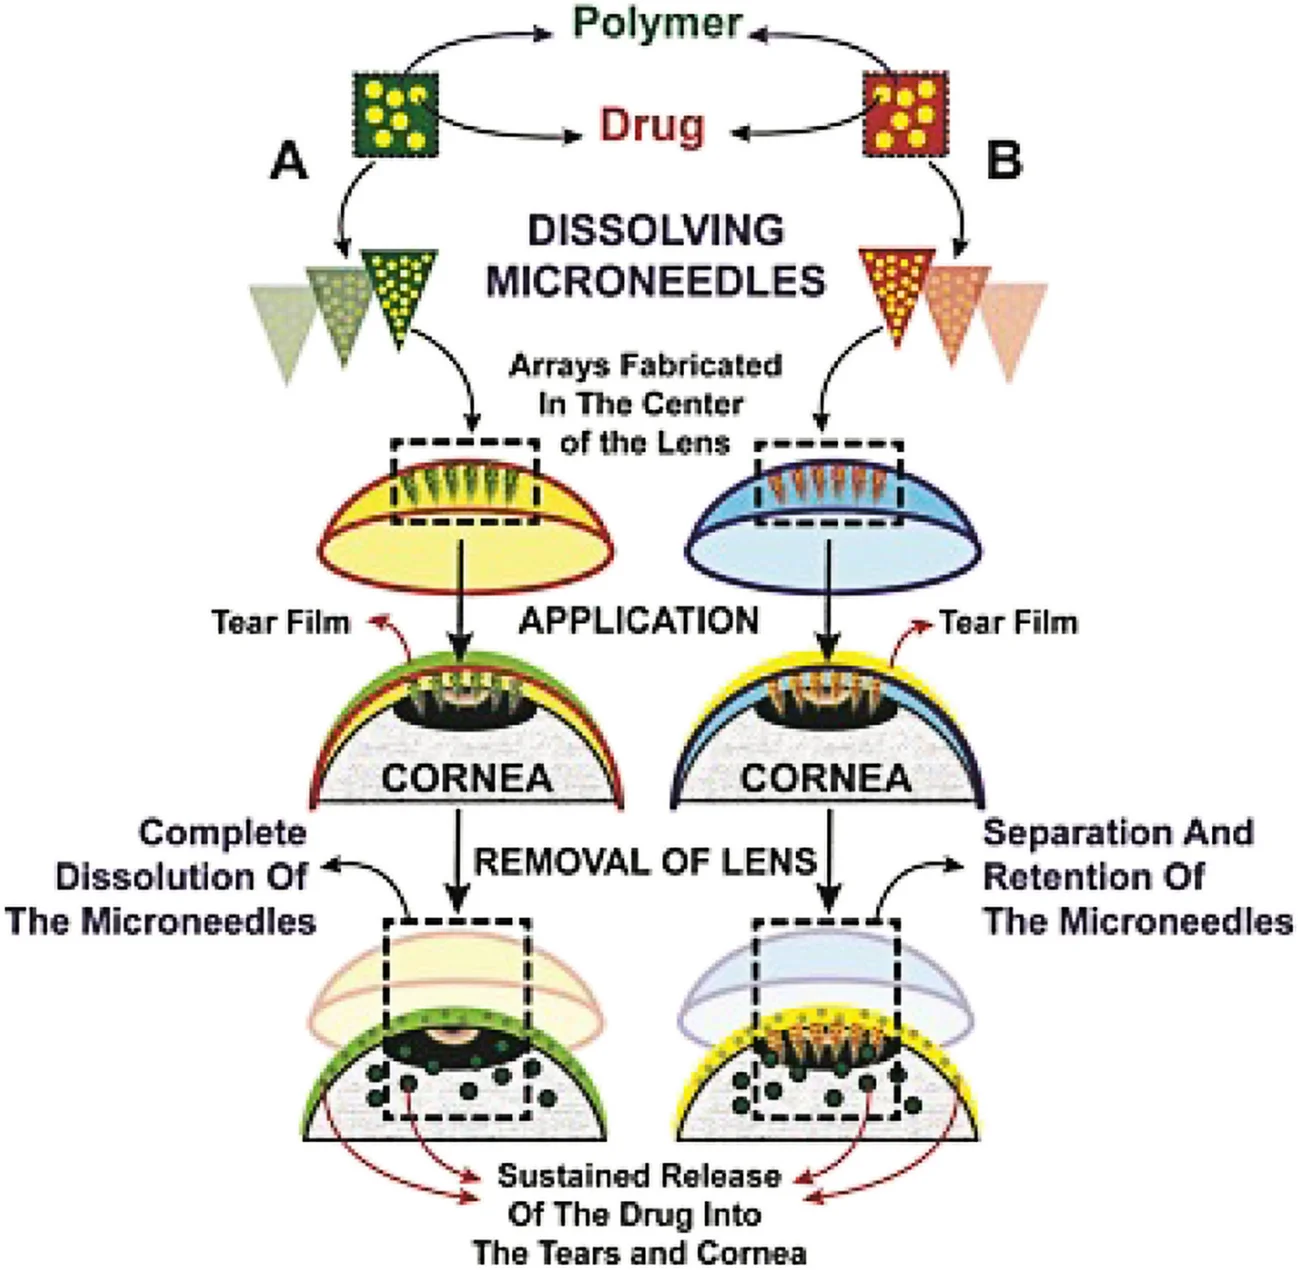 Polymer
Drug
A
B
DISSOLVING
MICRONEEDLES
Arrays Fabricated
In The Center
of the Lens
Tear Film
APPLICATION
Tear Film
CORNEA
CORNEA
Complete
Dissolution Of
The Microneedles
REMOVAL OF LENS
Separation And
Retention Of
The Microneedles
Sustained Release
Of The Drug Into
The Tears and Cornea